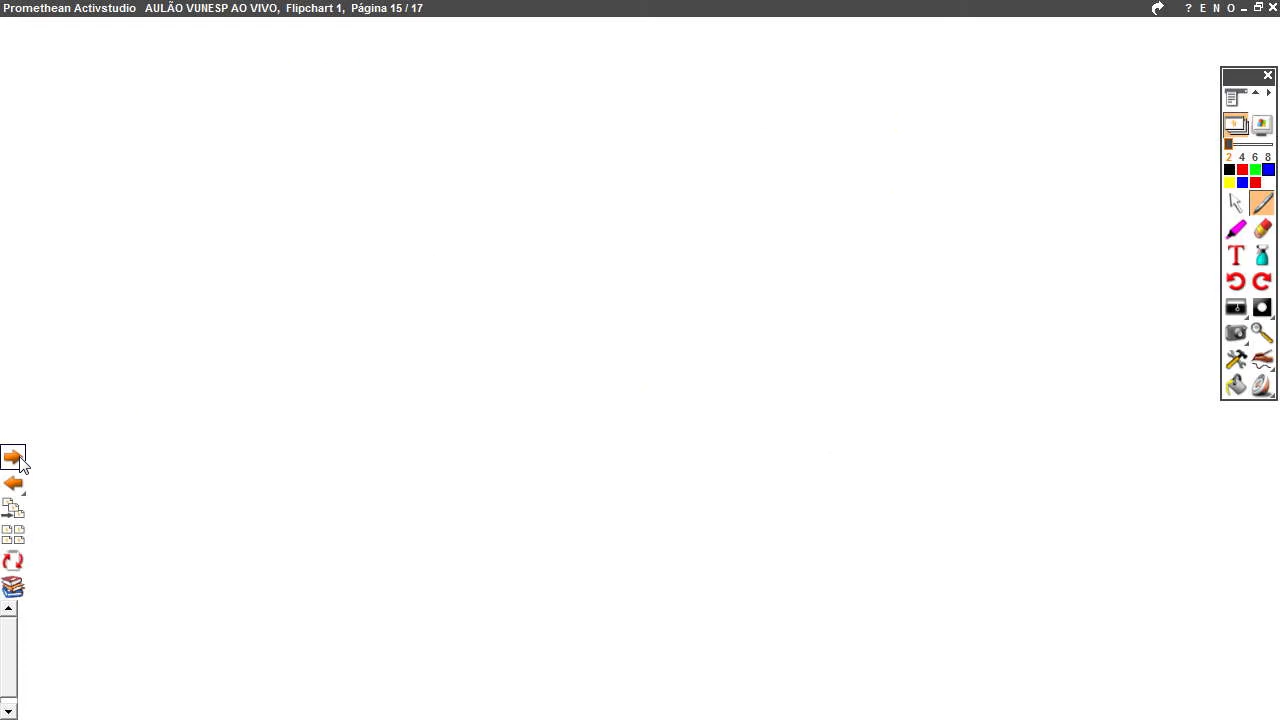 Promethean Activstudio AULÃO VUNESP AO VIVO, Flipchart 1, Página 15 / 17
? E N O
2 4 6 8
T